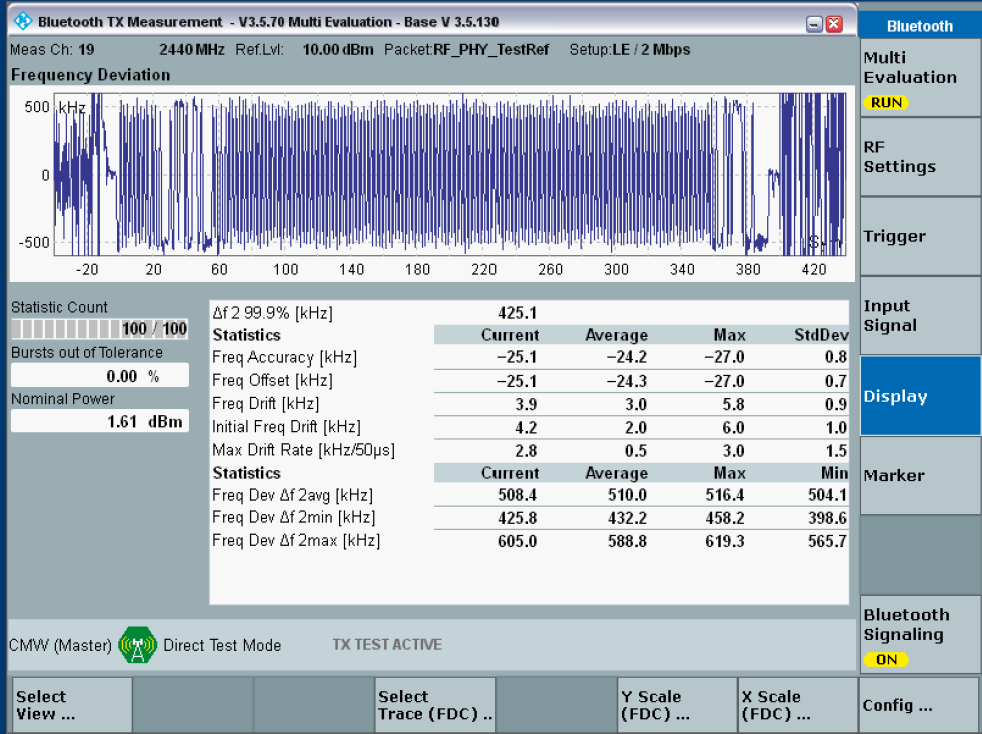 Bluetooth TX Measurement - V3.5.70 Multi Evaluation - Base V 3.5.130
Bluetooth
Meas Ch: 19 2440 MHz Ref.Lvl: 10.00 dBm Packet:RF_PHY_TestRef Setup:LE / 2 Mbps
Frequency Deviation
500 kHz
0
-500
-20 20 60 100 140 180 220 260 300 340 380 420
Multi
Evaluation
RUN
RF
Settings
Trigger
Input
Signal
Display
Marker
Bluetooth
Signaling
ON
Statistic Count
100 / 100
Bursts out of Tolerance
0.00 %
Nominal Power
1.61 dBm
Δf 2 99.9% [kHz] 425.1
Statistics Current Average Max StdDev
Freq Accuracy [kHz] −25.1 −24.2 −27.0 0.8
Freq Offset [kHz] −25.1 −24.3 −27.0 0.7
Freq Drift [kHz] 3.9 3.0 5.8 0.9
Initial Freq Drift [kHz] 4.2 2.0 6.0 1.0
Max Drift Rate [kHz/50µs] 2.8 0.5 3.0 1.5
Statistics Current Average Max Min
Freq Dev Δf 2avg [kHz] 508.4 510.0 516.4 504.1
Freq Dev Δf 2min [kHz] 425.8 432.2 458.2 398.6
Freq Dev Δf 2max [kHz] 605.0 588.8 619.3 565.7
CMW (Master) Direct Test Mode TX TEST ACTIVE
Select
View ...
Select
Trace (FDC) ..
Y Scale
(FDC) ...
X Scale
(FDC) ...
Config ...